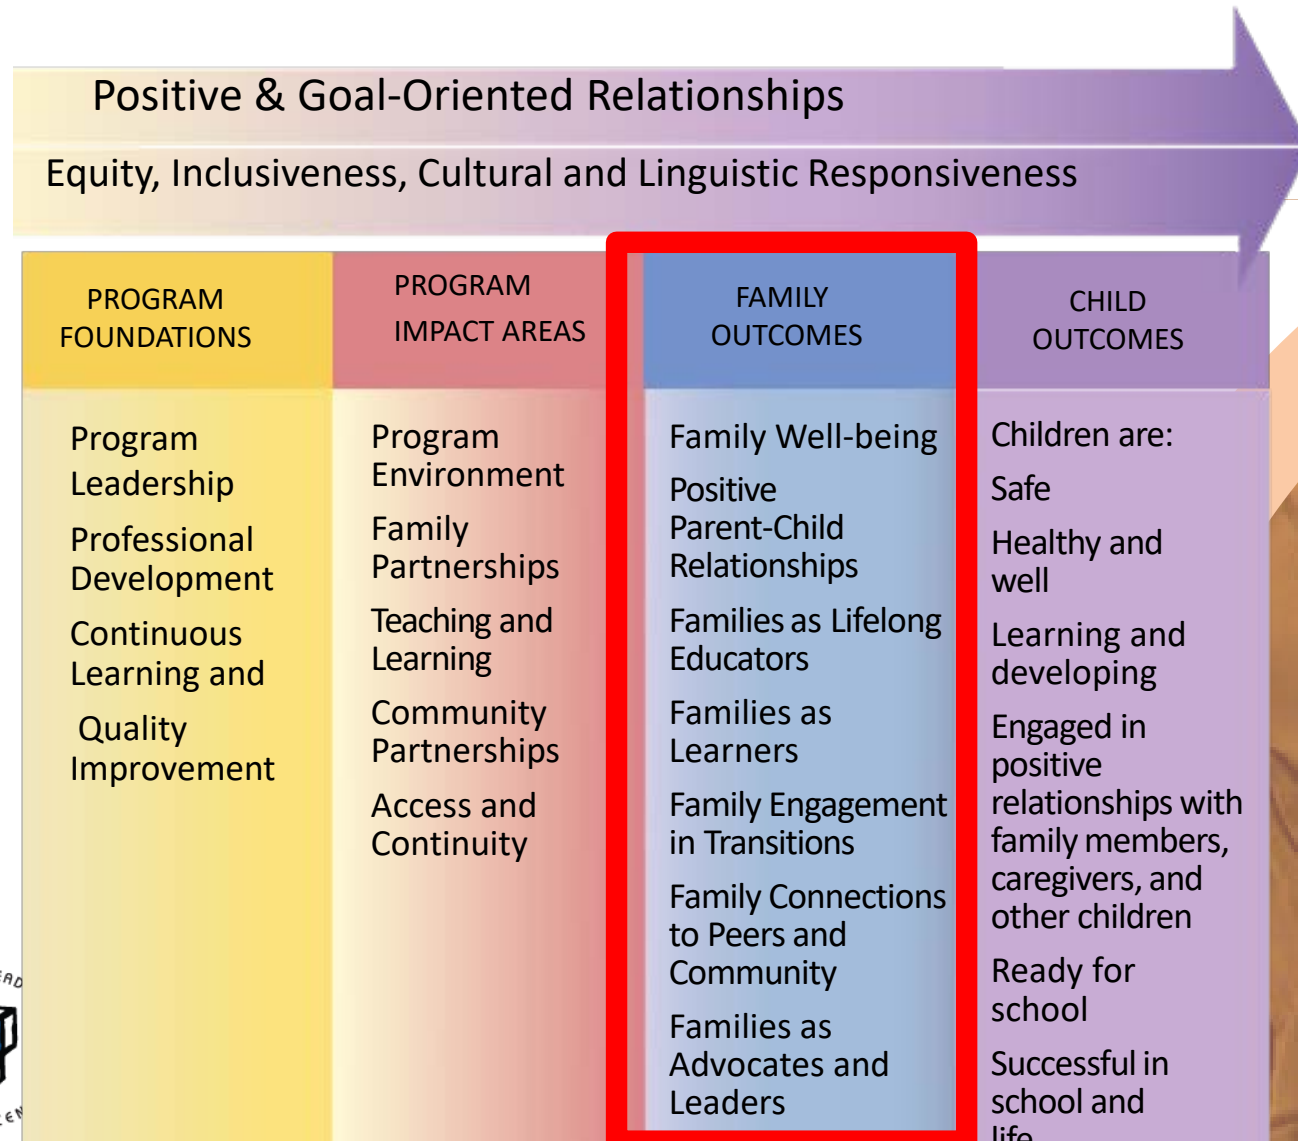 Positive & Goal-Oriented Relationships
Equity, Inclusiveness, Cultural and Linguistic Responsiveness
PROGRAM
FOUNDATIONS
Program
Leadership
Professional
Development
Continuous
Learning and
Quality
Improvement
PROGRAM
IMPACT AREAS
Program
Environment
Family
Partnerships
Teaching and
Learning
Community
Partnerships
Access and
Continuity
FAMILY
OUTCOMES
Family Well-being
Positive
Parent-Child
Relationships
Families as Lifelong
Educators
Families as
Learners
Family Engagement
in Transitions
Family Connections
to Peers and
Community
Families as
Advocates and
Leaders
CHILD
OUTCOMES
Children are:
Safe
Healthy and
well
Learning and
developing
Engaged in
positive
relationships with
family members,
caregivers, and
other children
Ready for
school
Successful in
school and
life